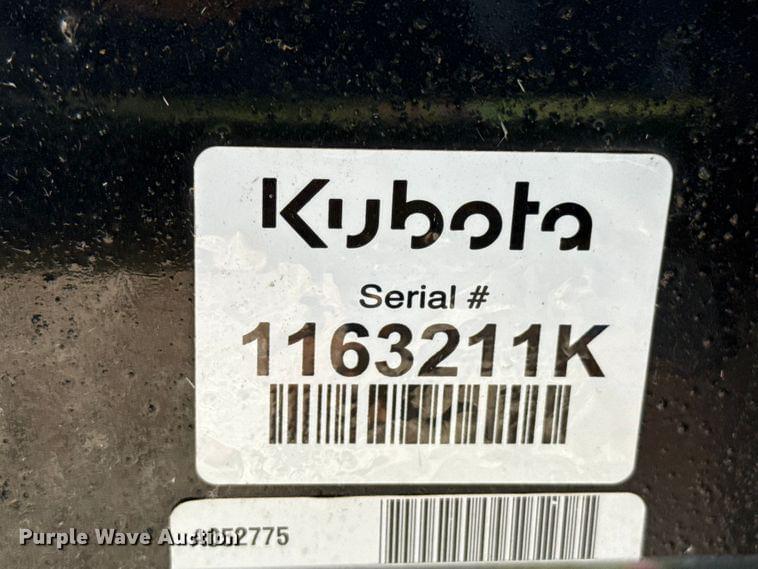 Kubota
Serial #
1163211K
Purple Wave Auction